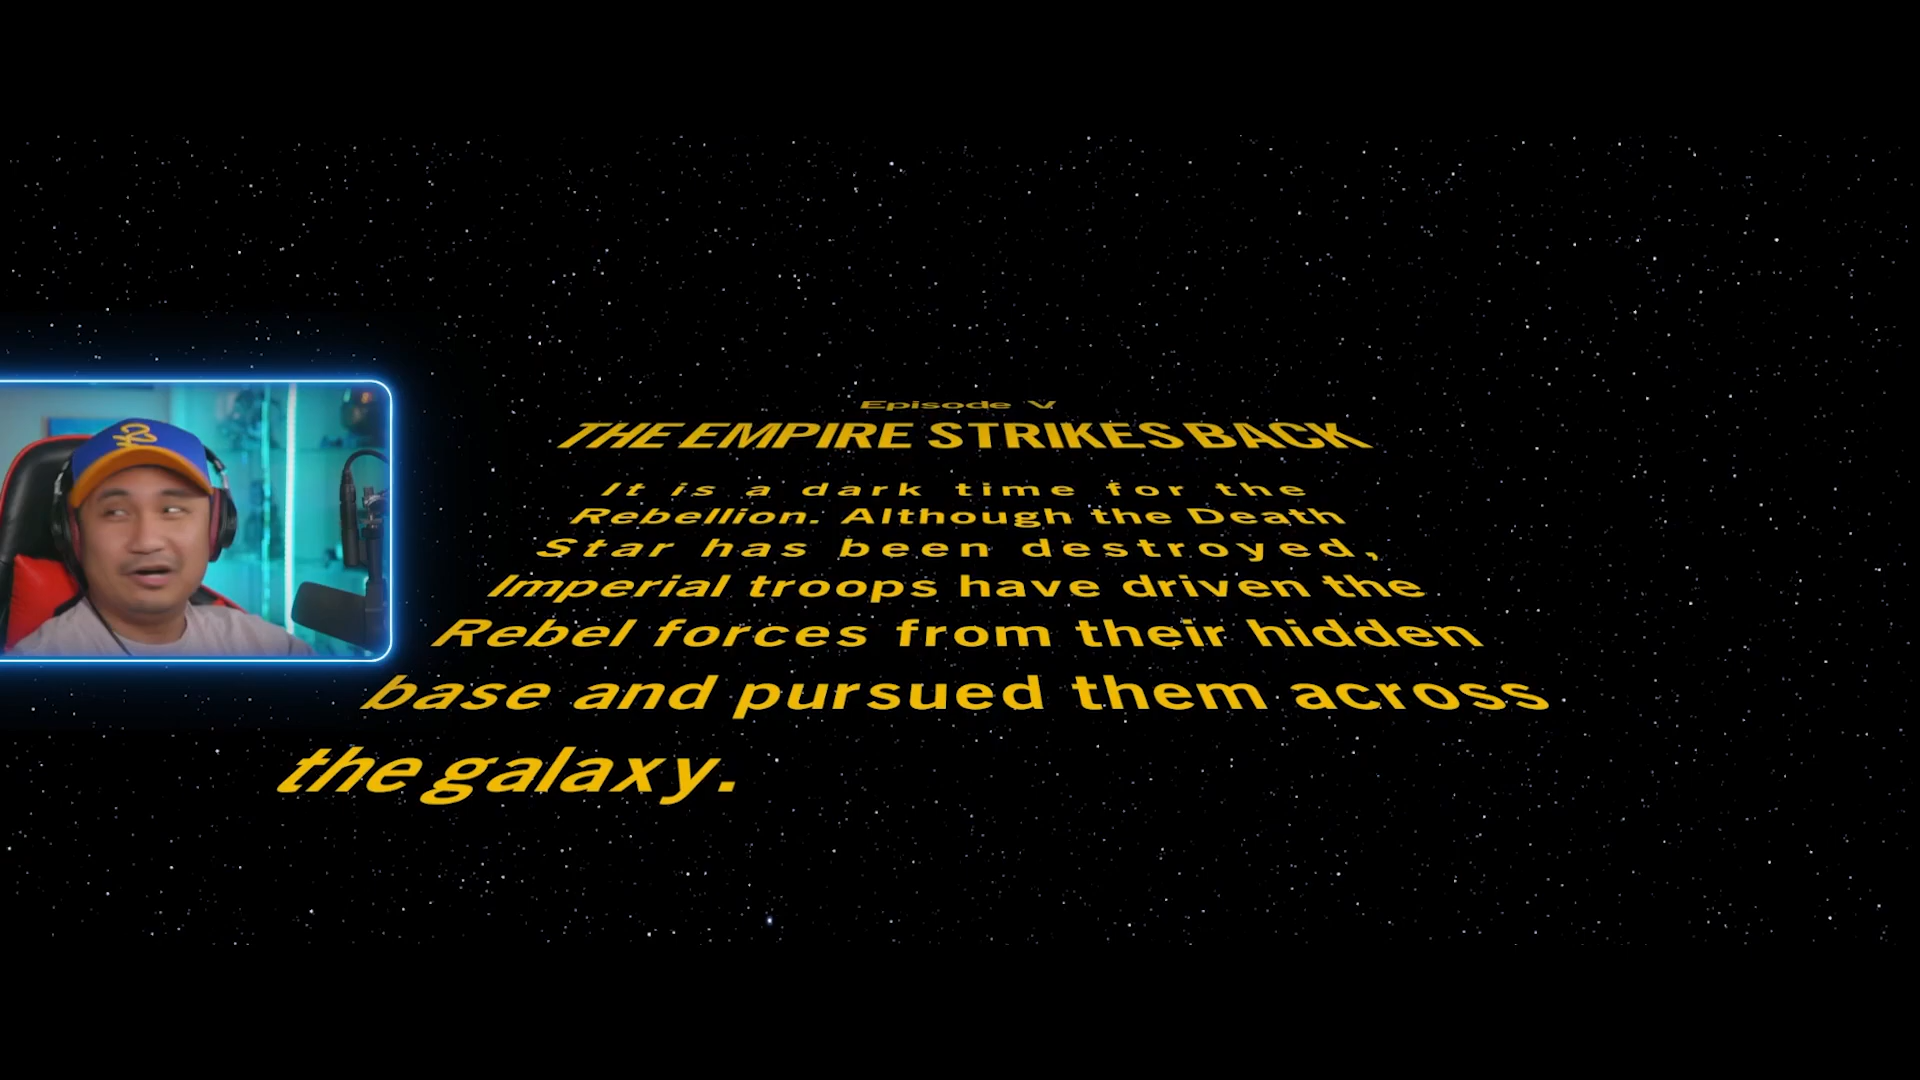 Episode V
THE EMPIRE STRIKES BACK
It is a dark time for the
Rebellion. Although the Death
Star has been destroyed,
Imperial troops have driven the
Rebel forces from their hidden
base and pursued them across
the galaxy.